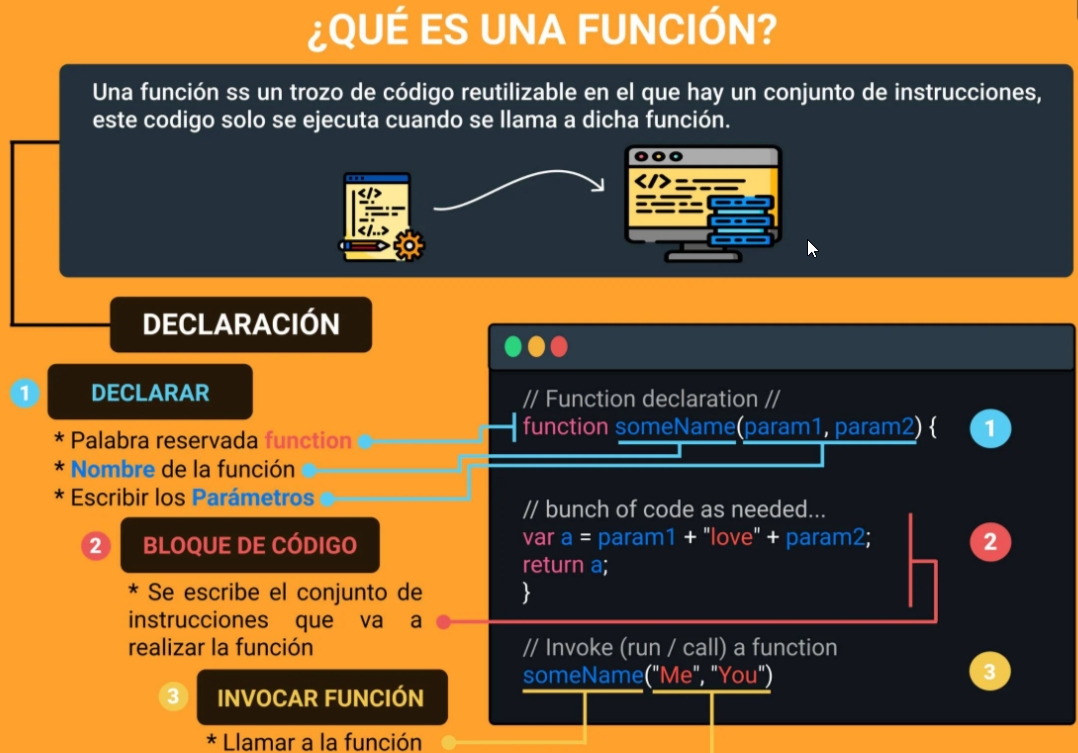 ¿QUÉ ES UNA FUNCIÓN?
Una función ss un trozo de código reutilizable en el que hay un conjunto de instrucciones,
este codigo solo se ejecuta cuando se llama a dicha función.
</>
</..>
</>
DECLARACIÓN
1 DECLARAR
* Palabra reservada function
* Nombre de la función
* Escribir los Parámetros
2 BLOQUE DE CÓDIGO
* Se escribe el conjunto de
instrucciones que va a
realizar la función
3 INVOCAR FUNCIÓN
* Llamar a la función
// Function declaration //
function someName(param1, param2) {
1
// bunch of code as needed...
var a = param1 + "love" + param2;
return a;
}
2
// Invoke (run / call) a function
someName("Me", "You")
3